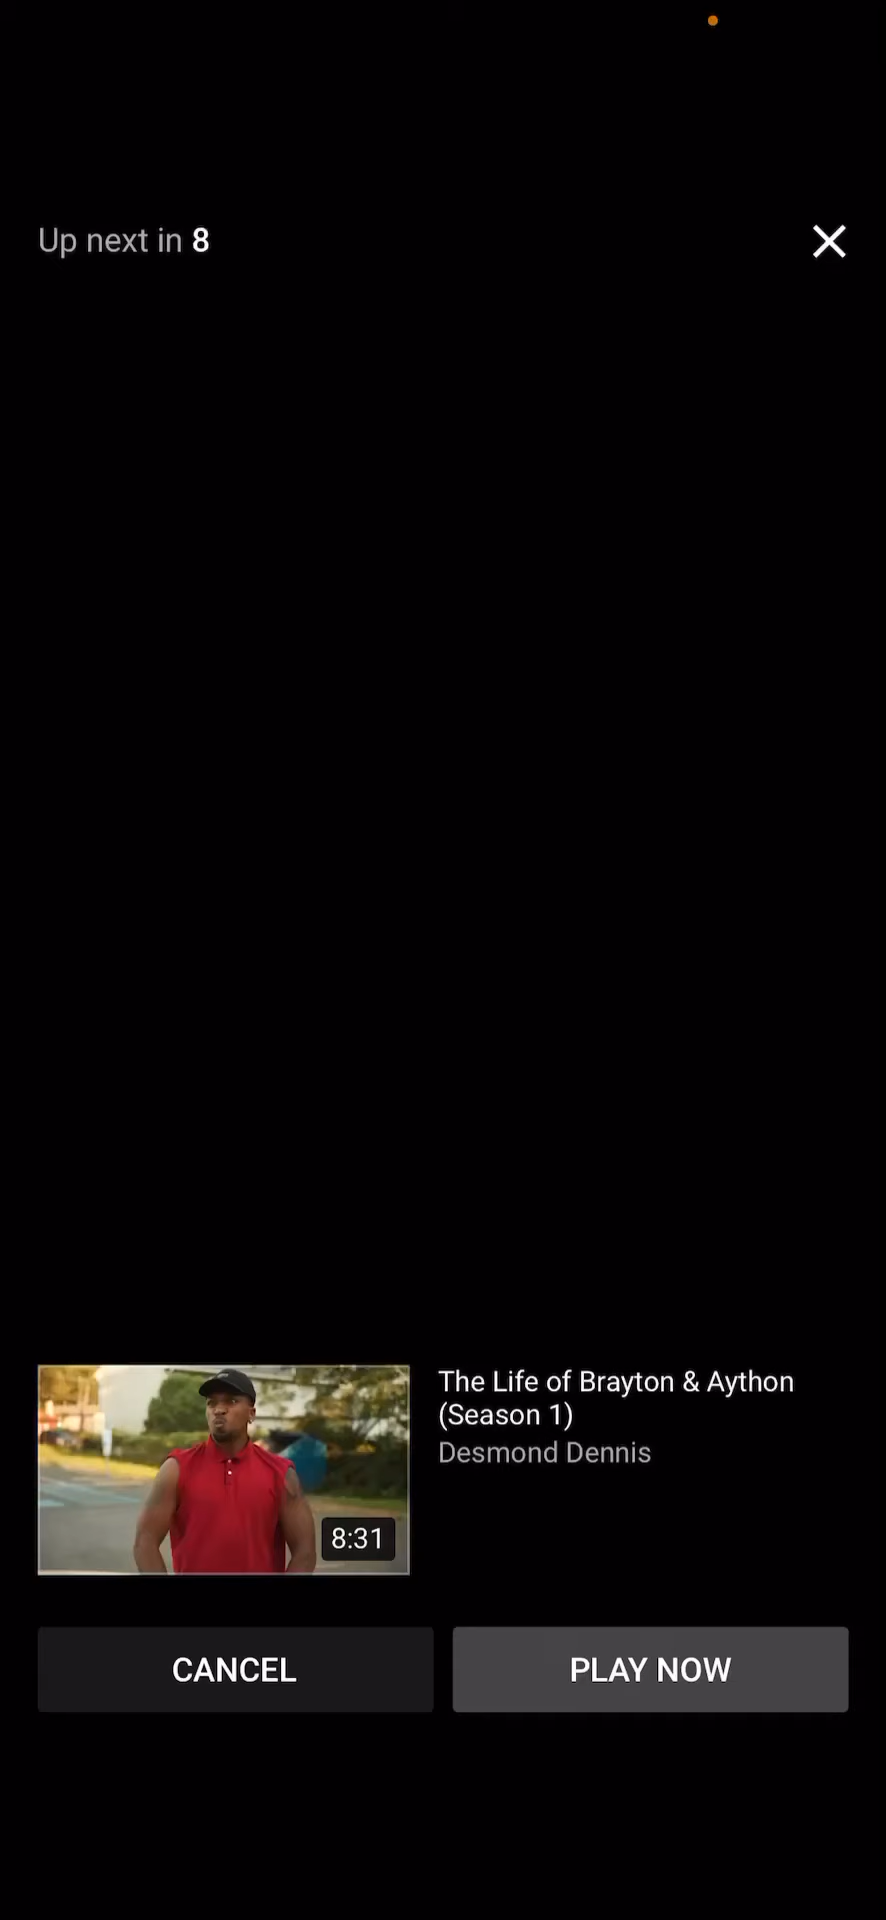 Up next in 8
The Life of Brayton & Aython
(Season 1)
Desmond Dennis
8:31
CANCEL
PLAY NOW